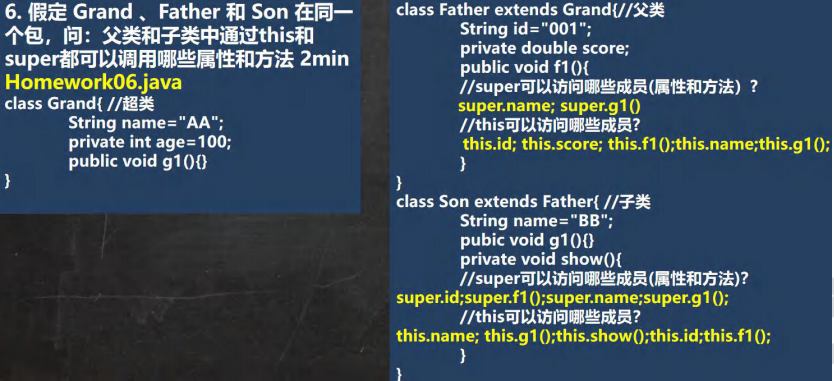 6. 假定 Grand 、Father 和 Son 在同一
个包，问：父类和子类中通过this和
super都可以调用哪些属性和方法 2min
Homework06.java
class Grand{ //超类
String name="AA";
private int age=100;
public void g1(){}
}
class Father extends Grand{//父类
String id="001";
private double score;
public void f1(){
//super可以访问哪些成员(属性和方法）?
super.name; super.g1()
//this可以访问哪些成员?
this.id; this.score; this.f1();this.name;this.g1();
}
}
class Son extends Father{ //子类
String name="BB";
pubic void g1(){}
private void show(){
//super可以访问哪些成员(属性和方法)?
super.id;super.f1();super.name;super.g1();
//this可以访问哪些成员?
this.name; this.g1();this.show();this.id;this.f1();
}
}